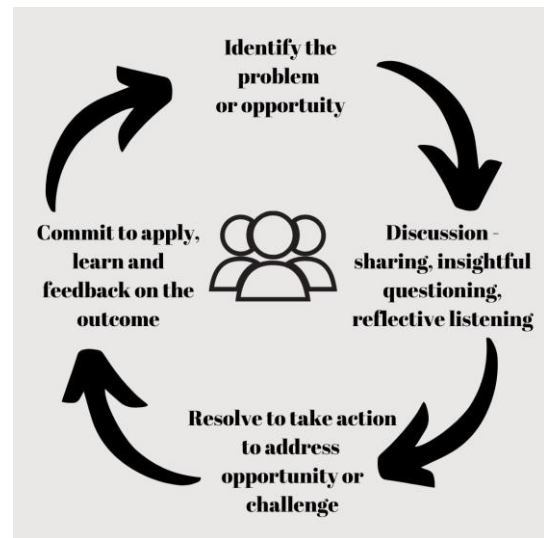 Identify the
problem
or opportuity
Discussion -
sharing, insightful
questioning,
reflective listening
Resolve to take action
to address
opportunity or
challenge
Commit to apply,
learn and
feedback on the
outcome